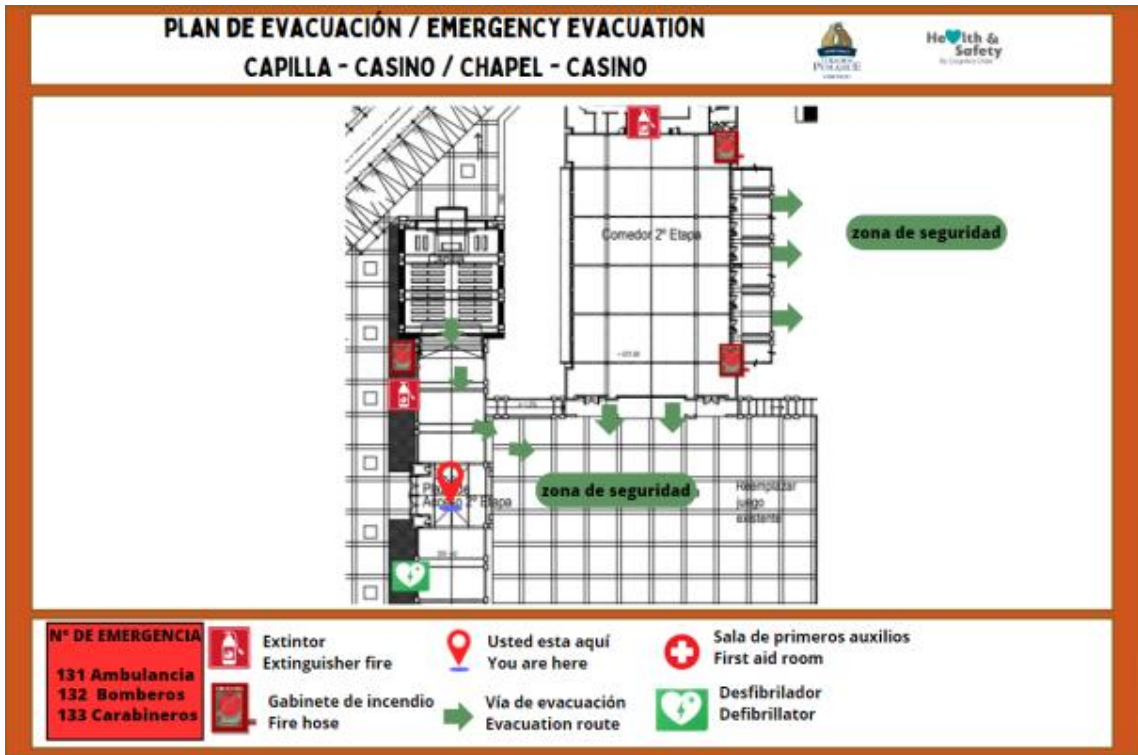 PLAN DE EVACUACIÓN / EMERGENCY EVACUATION
CAPILLA - CASINO / CHAPEL - CASINO
Health &
Safety
zona de seguridad
Comedor 2º Etapa
zona de seguridad
Acceso 2º Etapa
Reemplazar
juego
existente
Nº DE EMERGENCIA
131 Ambulancia
132 Bomberos
133 Carabineros
Extintor
Extinguisher fire
Gabinete de incendio
Fire hose
Usted esta aquí
You are here
Vía de evacuación
Evacuation route
Sala de primeros auxilios
First aid room
Desfibrilador
Defibrillator